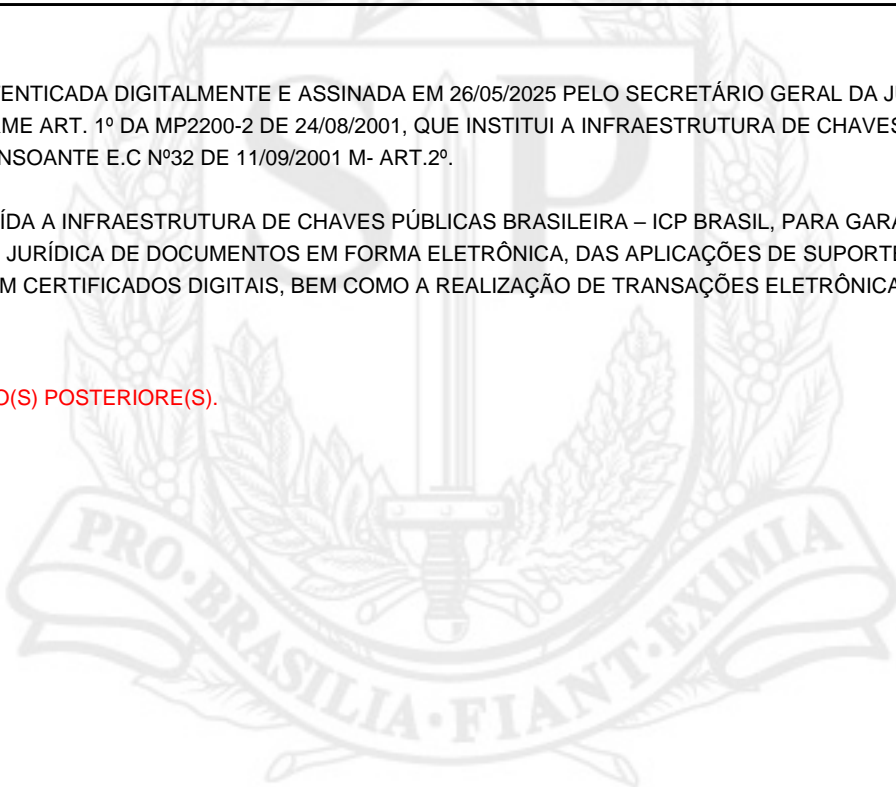 ENTICADA DIGITALMENTE E ASSINADA EM 26/05/2025 PELO SECRETÁRIO GERAL DA J
ME ART. 1º DA MP2200-2 DE 24/08/2001, QUE INSTITUI A INFRAESTRUTURA DE CHAVES
NSOANTE E.C Nº32 DE 11/09/2001 M- ART.2º.
ÍDA A INFRAESTRUTURA DE CHAVES PÚBLICAS BRASILEIRA – ICP BRASIL, PARA GARA
JURÍDICA DE DOCUMENTOS EM FORMA ELETRÔNICA, DAS APLICAÇÕES DE SUPORTE
M CERTIFICADOS DIGITAIS, BEM COMO A REALIZAÇÃO DE TRANSAÇÕES ELETRÔNICA
O(S) POSTERIORE(S).
SP
PRO·BRASILIA·FIANT·EXIMIA